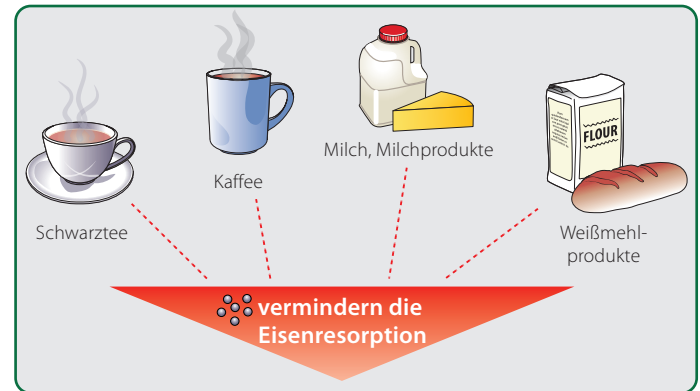 Schwarztee
Kaffee
Milch, Milchprodukte
FLOUR
Weißmehl-
produkte
vermindern die
Eisenresorption